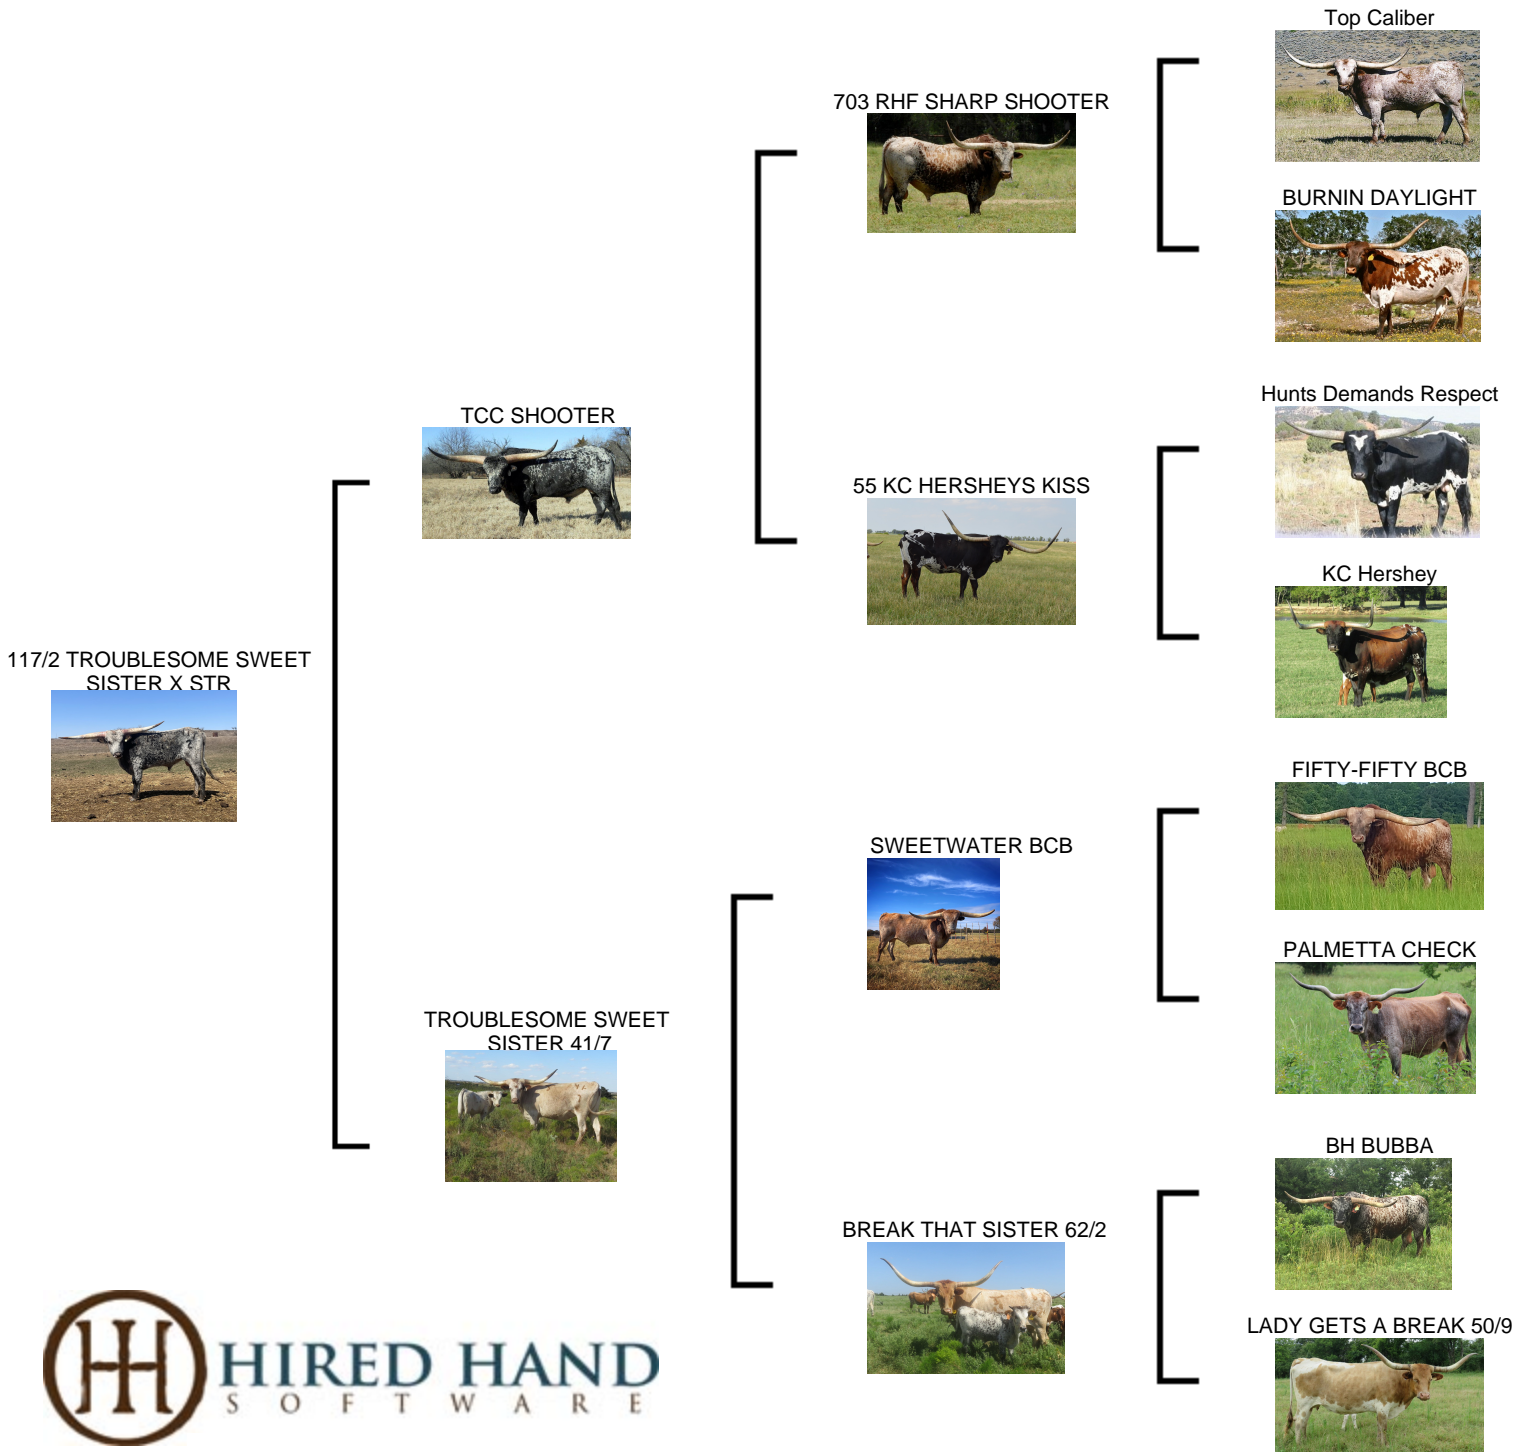 Top Caliber
703 RHF SHARP SHOOTER
BURNIN DAYLIGHT
TCC SHOOTER
Hunts Demands Respect
55 KC HERSHEYS KISS
KC Hershey
117/2 TROUBLESOME SWEET
SISTER X STR
FIFTY-FIFTY BCB
SWEETWATER BCB
PALMETTA CHECK
TROUBLESOME SWEET
SISTER 41/7
BH BUBBA
BREAK THAT SISTER 62/2
LADY GETS A BREAK 50/9
HIRED HAND
SOFTWARE